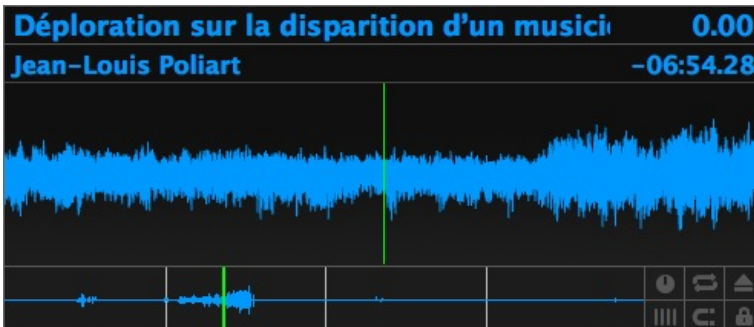 Déploration sur la disparition d'un musici
0.00
Jean-Louis Poliart
-06:54.28